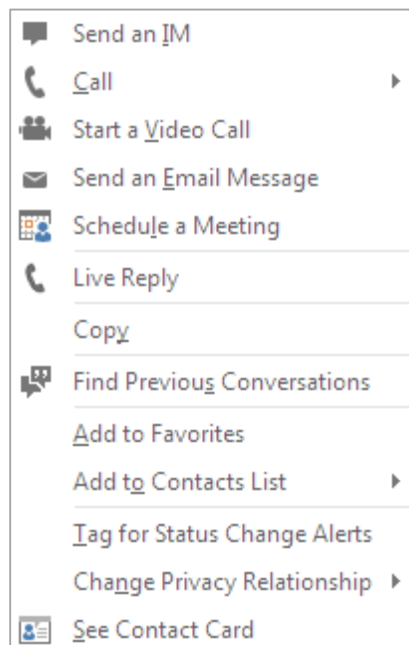 Send an IM
Call
Start a Video Call
Send an Email Message
Schedule a Meeting
Live Reply
Copy
Find Previous Conversations
Add to Favorites
Add to Contacts List
Tag for Status Change Alerts
Change Privacy Relationship
See Contact Card